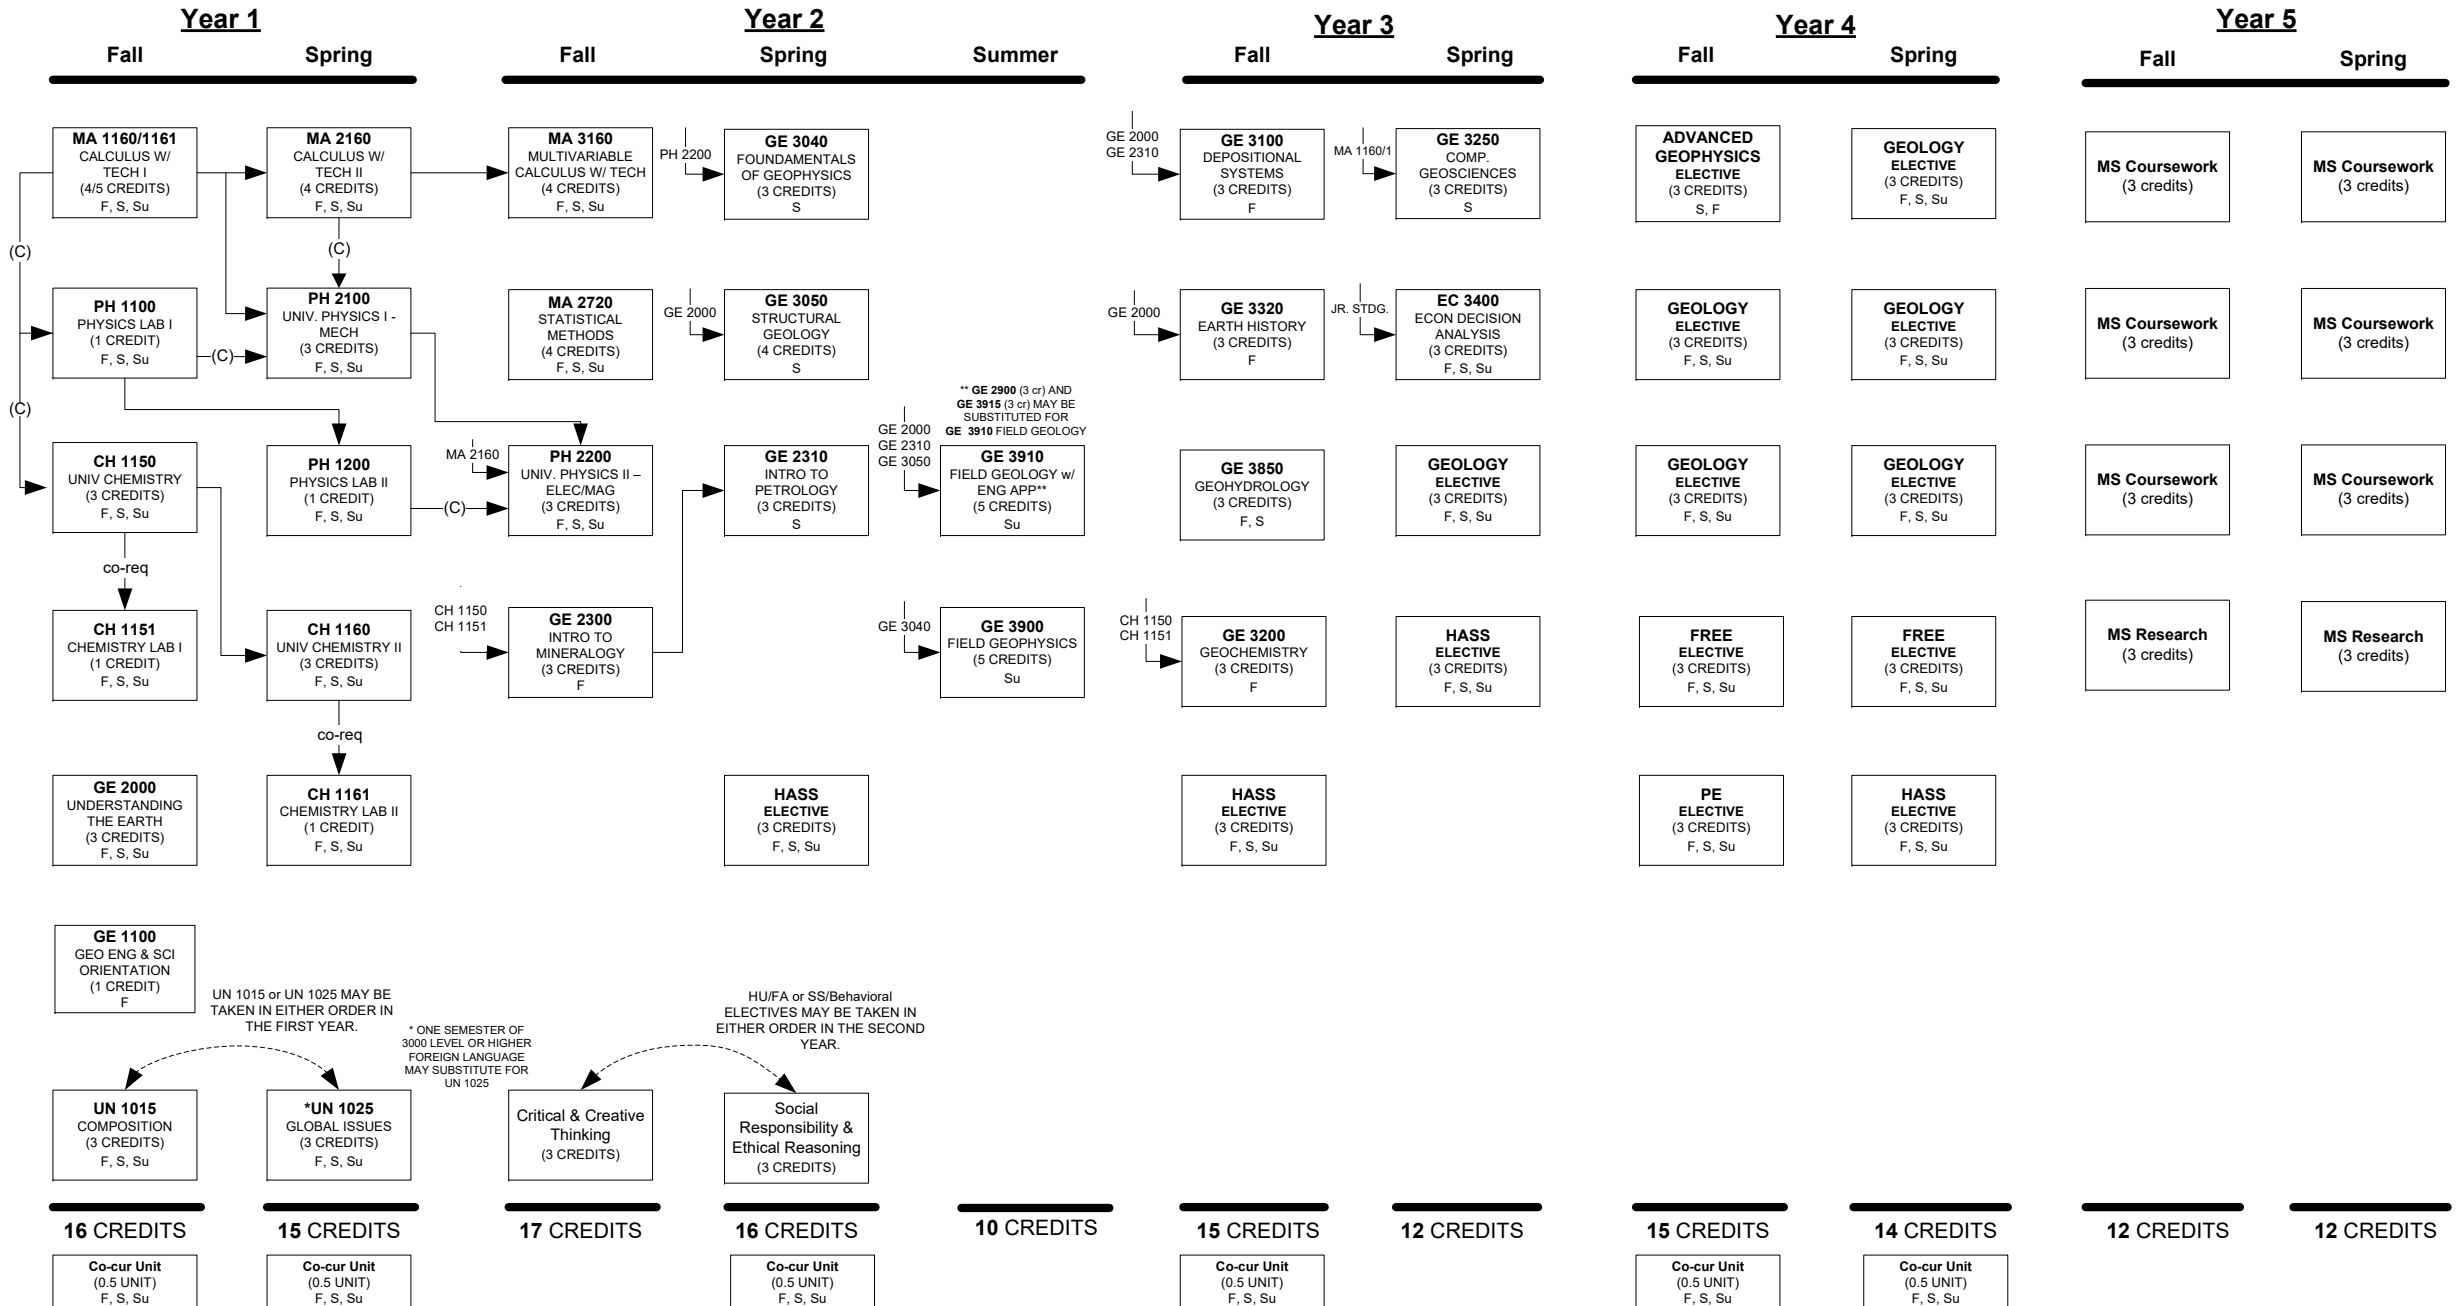 Year 1
Year 2
Year 3
Year 4
Year 5
Fall
Spring
Fall
Spring
Summer
Fall
Spring
Fall
Spring
Fall
Spring
MA 1160/1161
CALCULUS W/
TECH I
(4/5 CREDITS)
F, S, Su
MA 2160
CALCULUS W/
TECH II
(4 CREDITS)
F, S, Su
MA 3160
MULTIVARIABLE
CALCULUS W/ TECH
(4 CREDITS)
F, S, Su
PH 2200
GE 3040
FOUNDAMENTALS
OF GEOPHYSICS
(3 CREDITS)
S
GE 2000
GE 2310
GE 3100
DEPOSITIONAL
SYSTEMS
(3 CREDITS)
F
MA 1160/1
GE 3250
COMP.
GEOSCIENCES
(3 CREDITS)
S
ADVANCED
GEOPHYSICS
ELECTIVE
(3 CREDITS)
S, F
GEOLOGY
ELECTIVE
(3 CREDITS)
F, S, Su
MS Coursework
(3 credits)
MS Coursework
(3 credits)
(C)
(C)
PH 1100
PHYSICS LAB I
(1 CREDIT)
F, S, Su
(C)
PH 2100
UNIV. PHYSICS I -
MECH
(3 CREDITS)
F, S, Su
MA 2720
STATISTICAL
METHODS
(4 CREDITS)
F, S, Su
GE 2000
GE 3050
STRUCTURAL
GEOLOGY
(4 CREDITS)
S
GE 2000
GE 3320
EARTH HISTORY
(3 CREDITS)
F
JR. STDG.
EC 3400
ECON DECISION
ANALYSIS
(3 CREDITS)
F, S, Su
GEOLOGY
ELECTIVE
(3 CREDITS)
F, S, Su
GEOLOGY
ELECTIVE
(3 CREDITS)
F, S, Su
MS Coursework
(3 credits)
MS Coursework
(3 credits)
(C)
** GE 2900 (3 cr) AND
GE 3915 (3 cr) MAY BE
SUBSTITUTED FOR
GE 3910 FIELD GEOLOGY
CH 1150
UNIV CHEMISTRY
(3 CREDITS)
F, S, Su
PH 1200
PHYSICS LAB II
(1 CREDIT)
F, S, Su
(C)
MA 2160
PH 2200
UNIV. PHYSICS II –
ELEC/MAG
(3 CREDITS)
F, S, Su
GE 2310
INTRO TO
PETROLOGY
(3 CREDITS)
S
GE 2000
GE 2310
GE 3050
GE 3910
FIELD GEOLOGY w/
ENG APP**
(5 CREDITS)
Su
GE 3850
GEOHYDROLOGY
(3 CREDITS)
F, S
GEOLOGY
ELECTIVE
(3 CREDITS)
F, S, Su
GEOLOGY
ELECTIVE
(3 CREDITS)
F, S, Su
GEOLOGY
ELECTIVE
(3 CREDITS)
F, S, Su
MS Coursework
(3 credits)
MS Coursework
(3 credits)
co-req
CH 1151
CHEMISTRY LAB I
(1 CREDIT)
F, S, Su
CH 1160
UNIV CHEMISTRY II
(3 CREDITS)
F, S, Su
CH 1150
CH 1151
GE 2300
INTRO TO
MINERALOGY
(3 CREDITS)
F
GE 3040
GE 3900
FIELD GEOPHYSICS
(5 CREDITS)
Su
CH 1150
CH 1151
GE 3200
GEOCHEMISTRY
(3 CREDITS)
F
HASS
ELECTIVE
(3 CREDITS)
F, S, Su
FREE
ELECTIVE
(3 CREDITS)
F, S, Su
FREE
ELECTIVE
(3 CREDITS)
F, S, Su
MS Research
(3 credits)
MS Research
(3 credits)
co-req
GE 2000
UNDERSTANDING
THE EARTH
(3 CREDITS)
F, S, Su
CH 1161
CHEMISTRY LAB II
(1 CREDIT)
F, S, Su
HASS
ELECTIVE
(3 CREDITS)
F, S, Su
HASS
ELECTIVE
(3 CREDITS)
F, S, Su
PE
ELECTIVE
(3 CREDITS)
F, S, Su
HASS
ELECTIVE
(3 CREDITS)
F, S, Su
GE 1100
GEO ENG & SCI
ORIENTATION
(1 CREDIT)
F
UN 1015 or UN 1025 MAY BE
TAKEN IN EITHER ORDER IN
THE FIRST YEAR.
* ONE SEMESTER OF
3000 LEVEL OR HIGHER
FOREIGN LANGUAGE
MAY SUBSTITUTE FOR
UN 1025
HU/FA or SS/Behavioral
ELECTIVES MAY BE TAKEN IN
EITHER ORDER IN THE SECOND
YEAR.
UN 1015
COMPOSITION
(3 CREDITS)
F, S, Su
*UN 1025
GLOBAL ISSUES
(3 CREDITS)
F, S, Su
Critical & Creative
Thinking
(3 CREDITS)
Social
Responsibility &
Ethical Reasoning
(3 CREDITS)
16 CREDITS
15 CREDITS
17 CREDITS
16 CREDITS
10 CREDITS
15 CREDITS
12 CREDITS
15 CREDITS
14 CREDITS
12 CREDITS
12 CREDITS
Co-cur Unit
(0.5 UNIT)
F, S, Su
Co-cur Unit
(0.5 UNIT)
F, S, Su
Co-cur Unit
(0.5 UNIT)
F, S, Su
Co-cur Unit
(0.5 UNIT)
F, S, Su
Co-cur Unit
(0.5 UNIT)
F, S, Su
Co-cur Unit
(0.5 UNIT)
F, S, Su